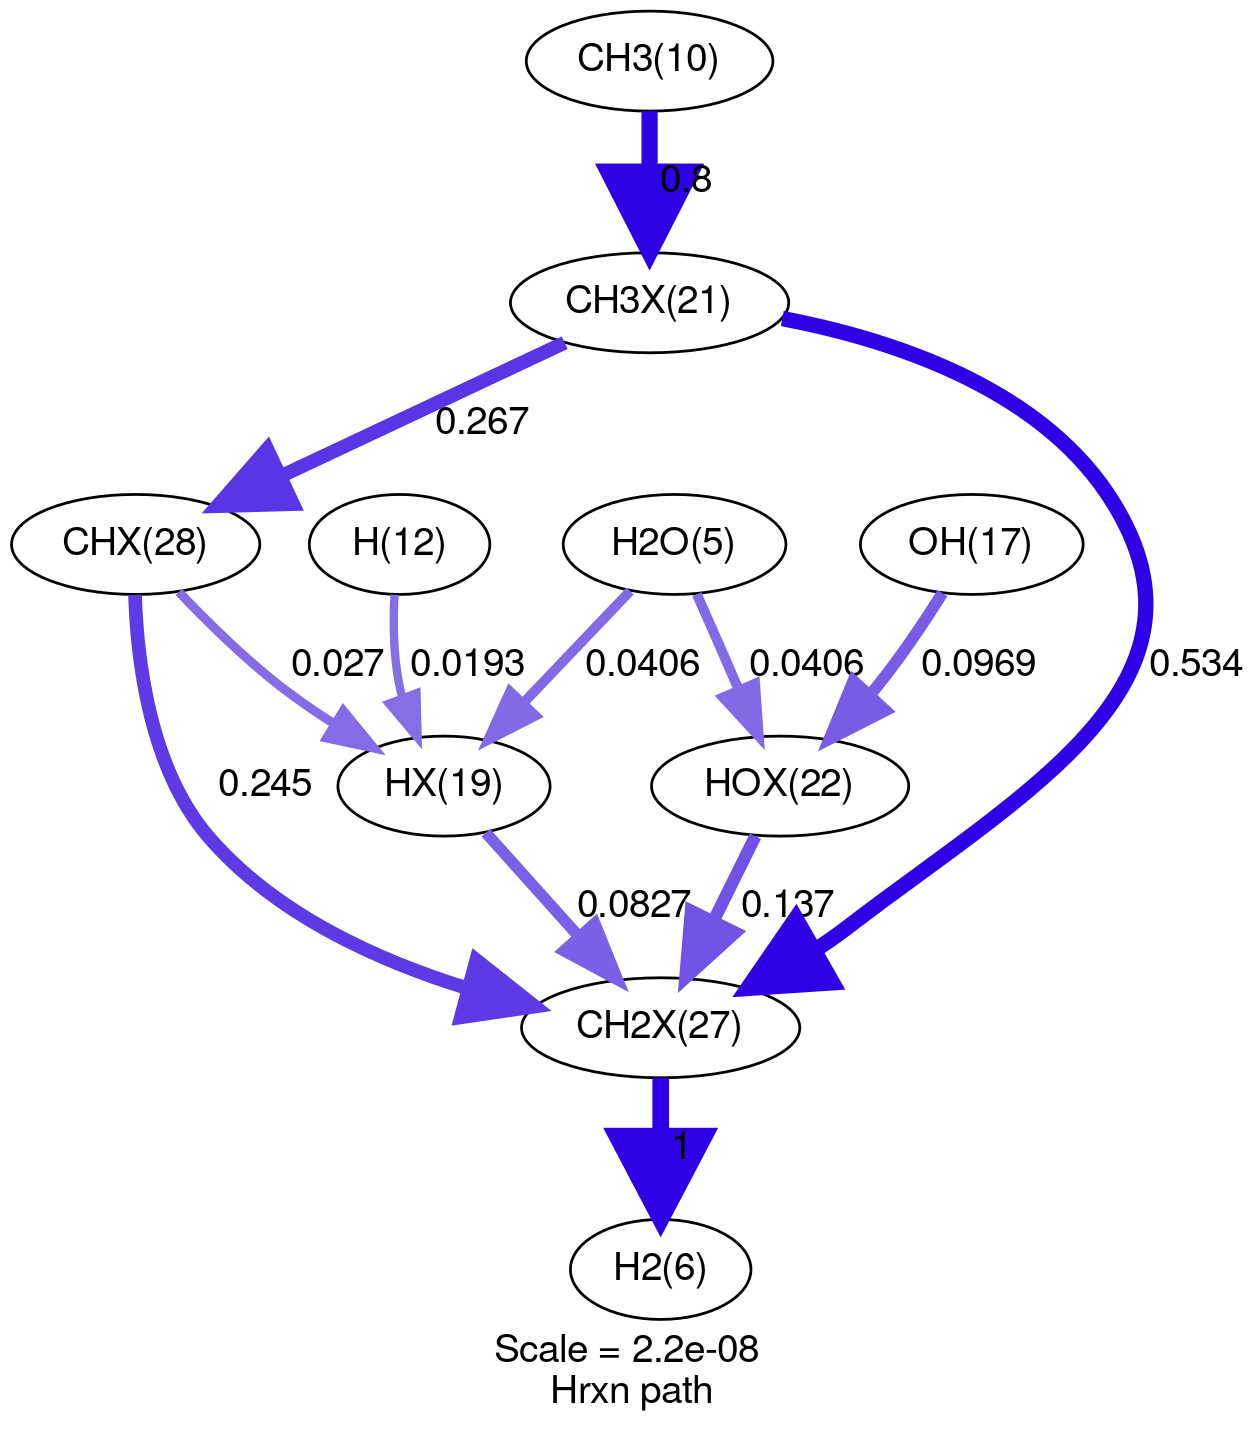 CH3(10)
0.8
CH3X(21)
0.267
CHX(28)
H(12)
H2O(5)
OH(17)
0.027
0.0193
0.0406
0.0406
0.0969
0.534
0.245
HX(19)
HOX(22)
0.0827
0.137
CH2X(27)
1
H2(6)
Scale = 2.2e-08
Hrxn path